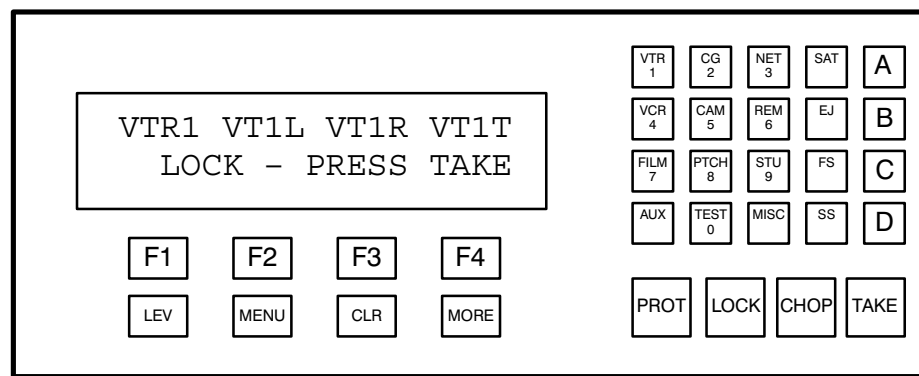 VTR1 VT1L VT1R VT1T
LOCK – PRESS TAKE
F1 F2 F3 F4
LEV MENU CLR MORE
VTR 1 CG 2 NET 3 SAT A
VCR 4 CAM 5 REM 6 EJ B
FILM 7 PTCH 8 STU 9 FS C
AUX TEST 0 MISC SS D
PROT LOCK CHOP TAKE